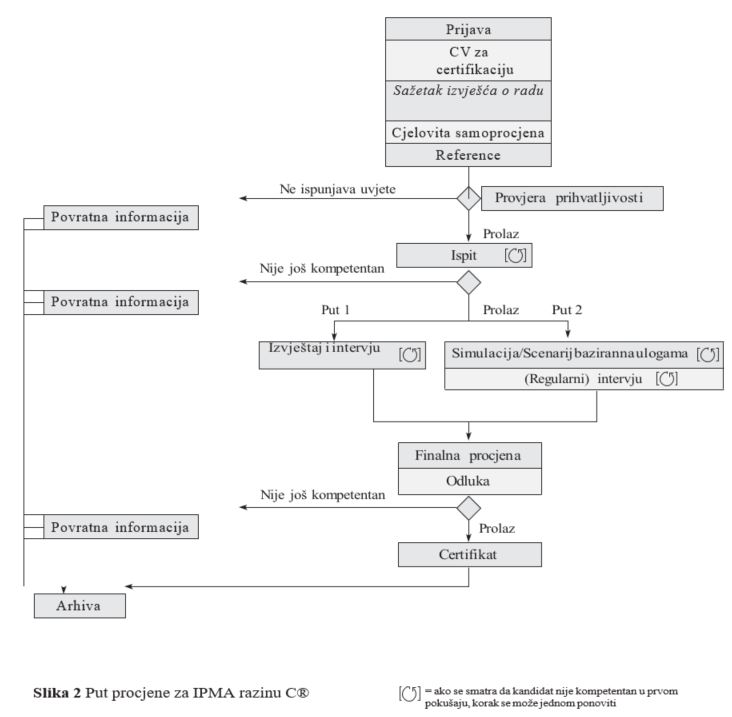 Prijava
CV za
certifikaciju
Sažetak izvješća o radu
Cjelovita samoprocjena
Reference
Ne ispunjava uvjete
Provjera prihvatljivosti
Povratna informacija
Prolaz
Ispit [↺]
Nije još kompetentan
Povratna informacija
Put 1
Prolaz
Put 2
Izvještaj i intervju [↺]
Simulacija/Scenarij baziran na ulogama [↺]
(Regularni) intervju [↺]
Finalna procjena
Odluka
Nije još kompetentan
Povratna informacija
Prolaz
Certifikat
Arhiva
Slika 2 Put procjene za IPMA razinu C®
[↺] = ako se smatra da kandidat nije kompetentan u prvom
pokušaju, korak se može jednom ponoviti